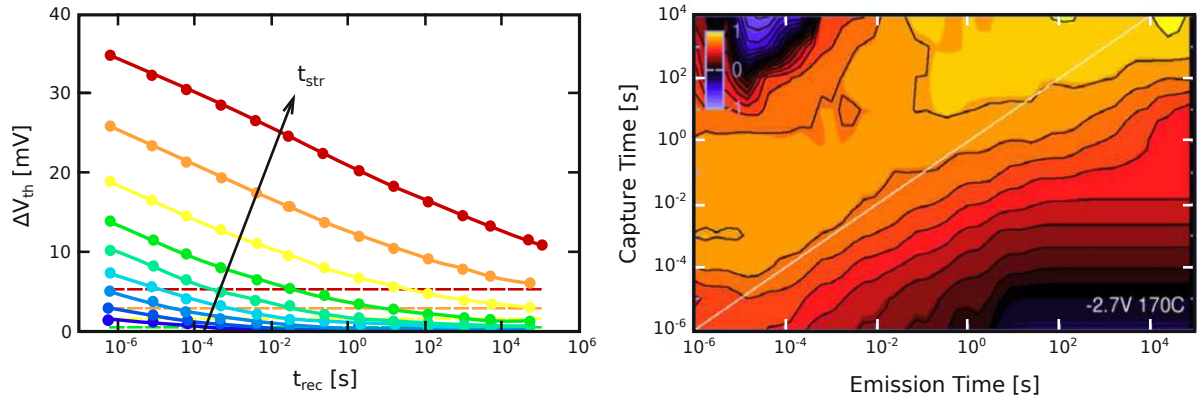 40
30
20
10
0
ΔV_th [mV]
t_str
10^-6 10^-4 10^-2 10^0 10^2 10^4 10^6
t_rec [s]
10^4
10^2
10^0
10^-2
10^-4
10^-6
Capture Time [s]
1
0
-1
-2.7V 170C
10^-6 10^-4 10^-2 10^0 10^2 10^4
Emission Time [s]